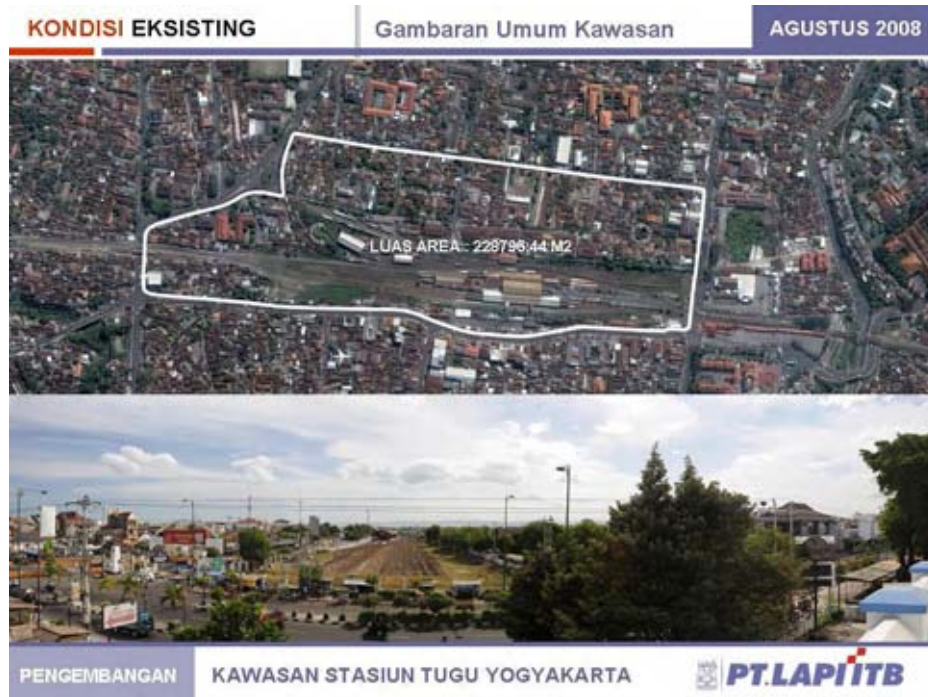 KONDISI EKSISTING
Gambaran Umum Kawasan
AGUSTUS 2008
LUAS AREA : 228796,44 M2
PENGEMBANGAN
KAWASAN STASIUN TUGU YOGYAKARTA
PT.LAPI ITB